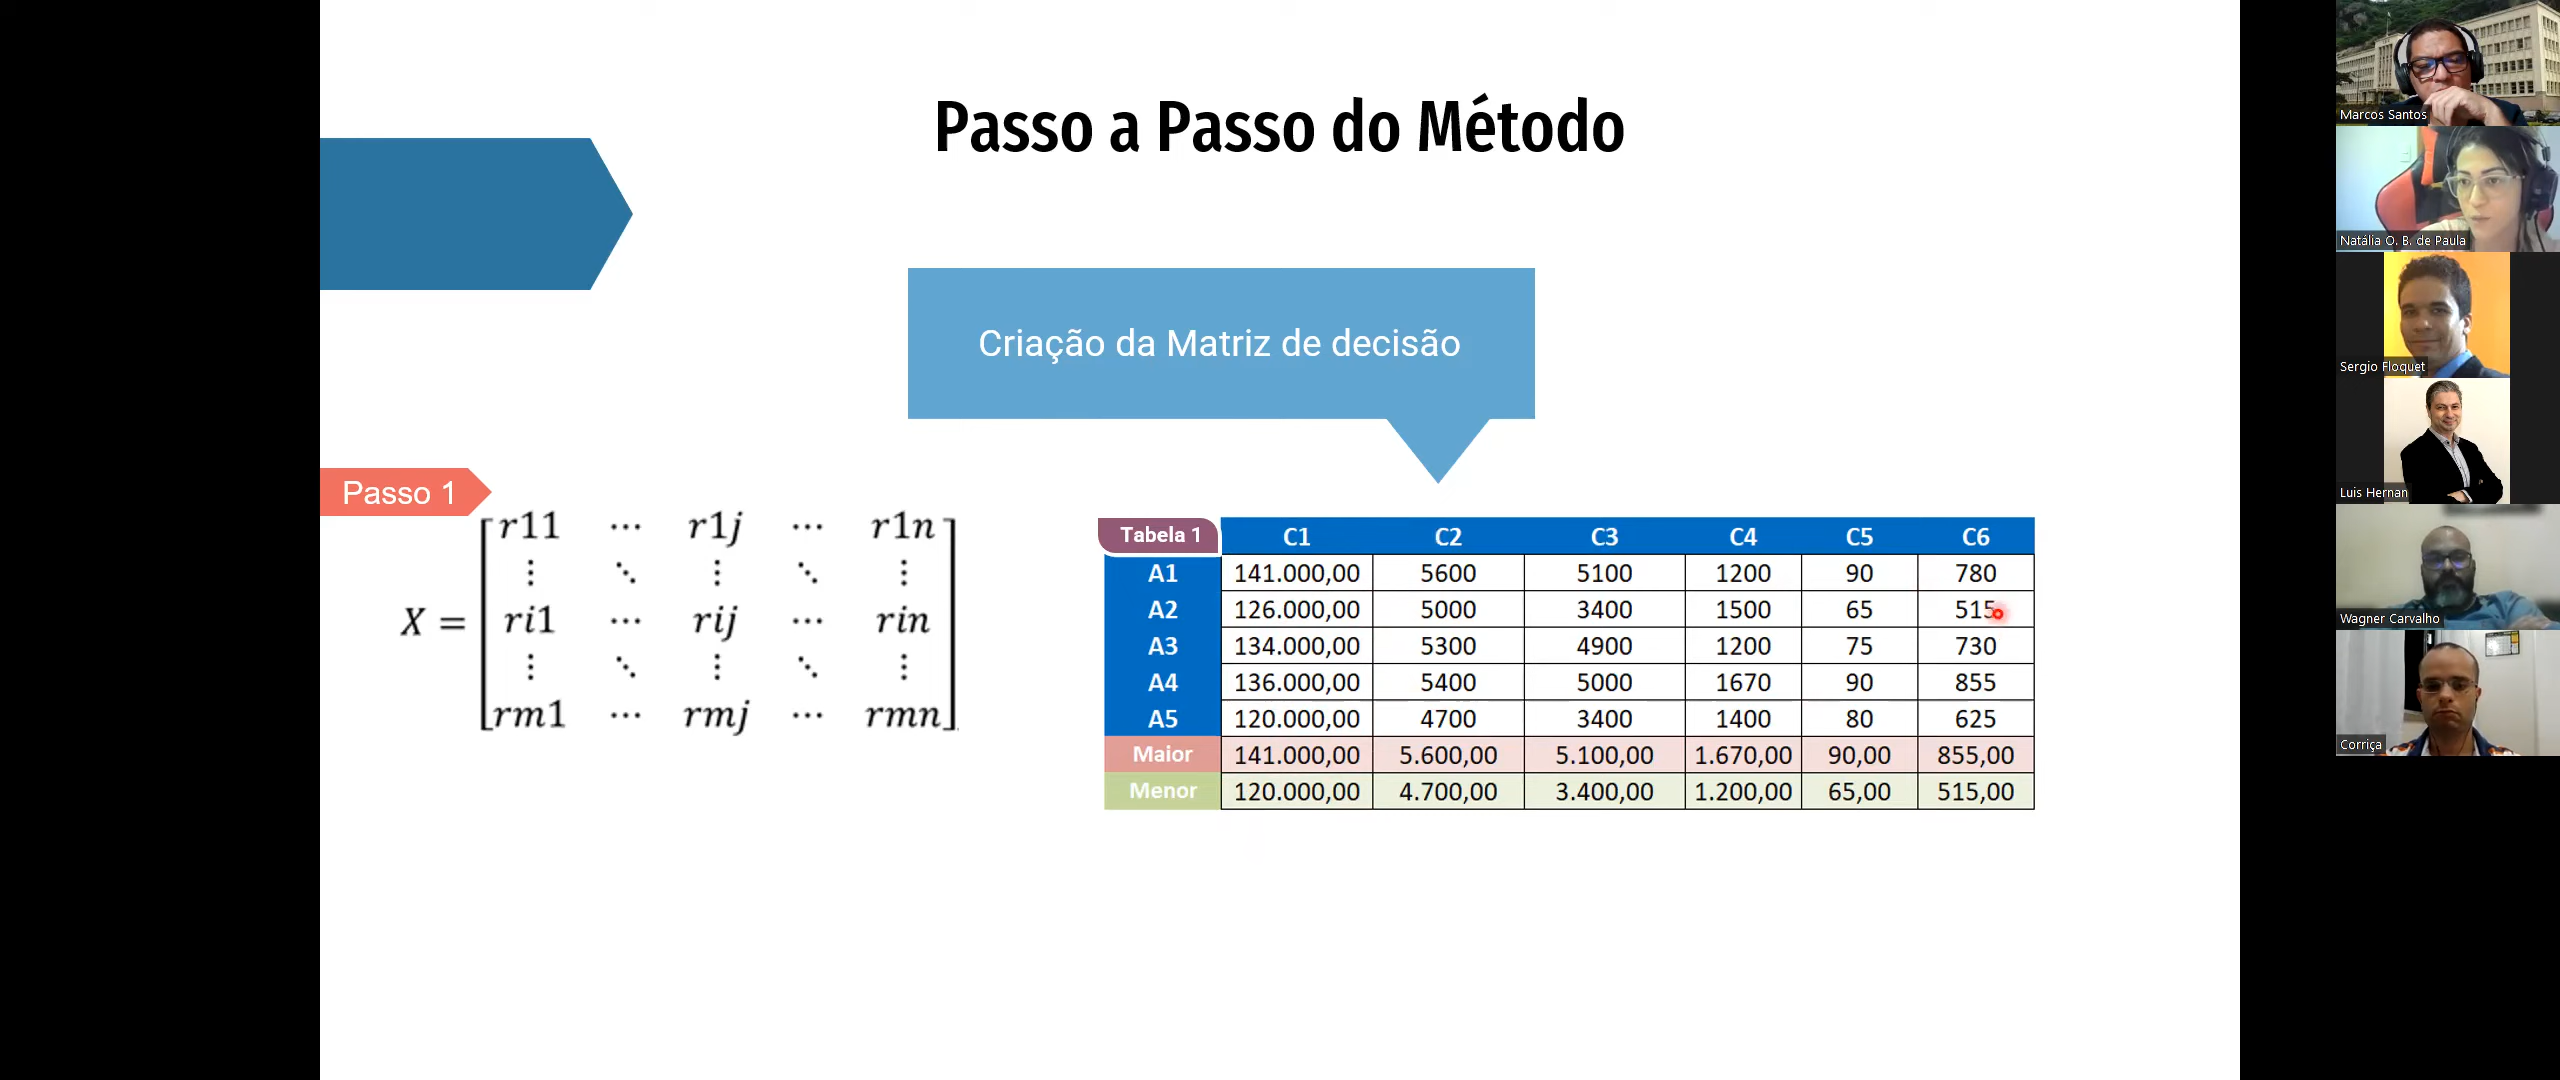 Passo a Passo do Método
Criação da Matriz de decisão
Passo 1
r11 ⋯ r1j ⋯ r1n
⋮ ⋱ ⋮ ⋱ ⋮
X = ri1 ⋯ rij ⋯ rin
⋮ ⋱ ⋮ ⋱ ⋮
rm1 ⋯ rmj ⋯ rmn
Tabela 1 C1 C2 C3 C4 C5 C6
A1 141.000,00 5600 5100 1200 90 780
A2 126.000,00 5000 3400 1500 65 515
A3 134.000,00 5300 4900 1200 75 730
A4 136.000,00 5400 5000 1670 90 855
A5 120.000,00 4700 3400 1400 80 625
Maior 141.000,00 5.600,00 5.100,00 1.670,00 90,00 855,00
Menor 120.000,00 4.700,00 3.400,00 1.200,00 65,00 515,00
Marcos Santos
Natália O. B. de Paula
Sergio Floquet
Luis Hernan
Wagner Carvalho
Corriça